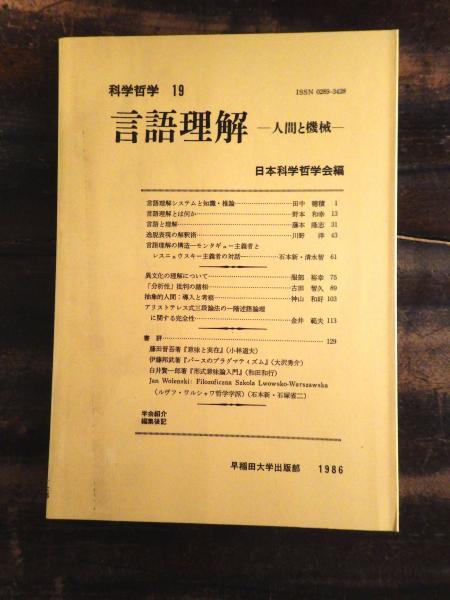 科学哲学 19
ISSN 0289-3428
言語理解 ―人間と機械―
日本科学哲学会編
言語理解システムと知識・推論………田中 穂積 1
言語理解とは何か………野本 和幸 13
言語と理解………藤本 隆志 31
逸脱表現の解釈術………川野 洋 43
言語理解の構造―モンタギュー主義者と
レスニェウスキー主義者の対話………石本新・清水智 61
異文化の理解について………服部 裕幸 75
「分析性」批判の諸相………古田 智久 89
抽象的人間：導入と考察………神山 和好 103
アリストテレス式三段論法の一階述語論理
に関する完全性………金井 範夫 113
書 評………129
藤田晋吾著『意味と実在』（小林道夫）
伊藤邦武著『パースのプラグマティズム』（大沢秀介）
白井賢一郎著『形式意味論入門』（和田和行）
Jan Woleński: Filozoficzna Szkoła Lwowsko-Warszawska
（ルヴフ・ワルシャワ哲学学派）（石本新・石塚省二）
学会紹介
編集後記
早稲田大学出版部 1986